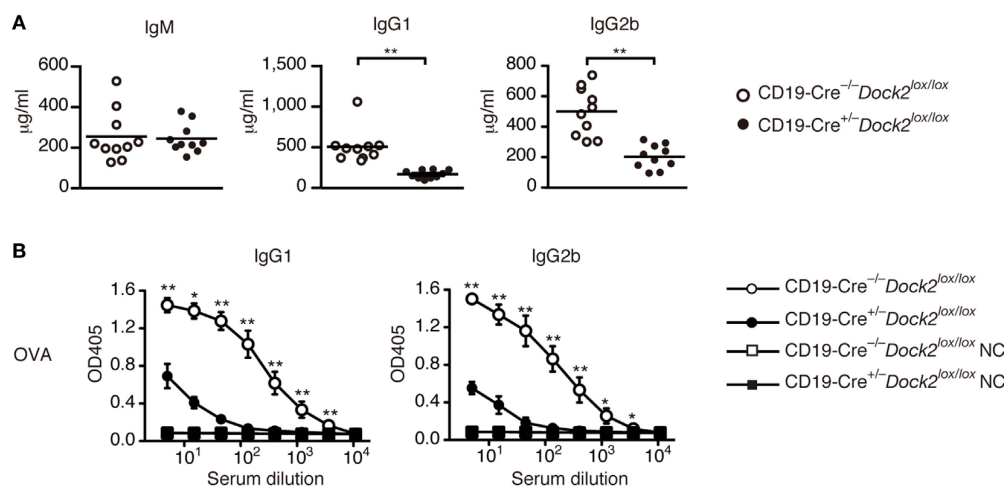 A
IgM
IgG1
IgG2b
µg/ml
600
400
200
0
µg/ml
1,500
1,000
500
0
**
µg/ml
800
600
400
200
0
**
CD19-Cre–/–Dock2lox/lox
CD19-Cre+/–Dock2lox/lox
B
IgG1
IgG2b
OVA
OD405
1.6
1.2
0.8
0.4
0.0
** * ** ** ** ** **
10¹ 10² 10³ 10⁴
Serum dilution
OD405
1.6
1.2
0.8
0.4
0.0
** ** ** ** ** * *
10¹ 10² 10³ 10⁴
Serum dilution
CD19-Cre–/–Dock2lox/lox
CD19-Cre+/–Dock2lox/lox
CD19-Cre–/–Dock2lox/lox NC
CD19-Cre+/–Dock2lox/lox NC